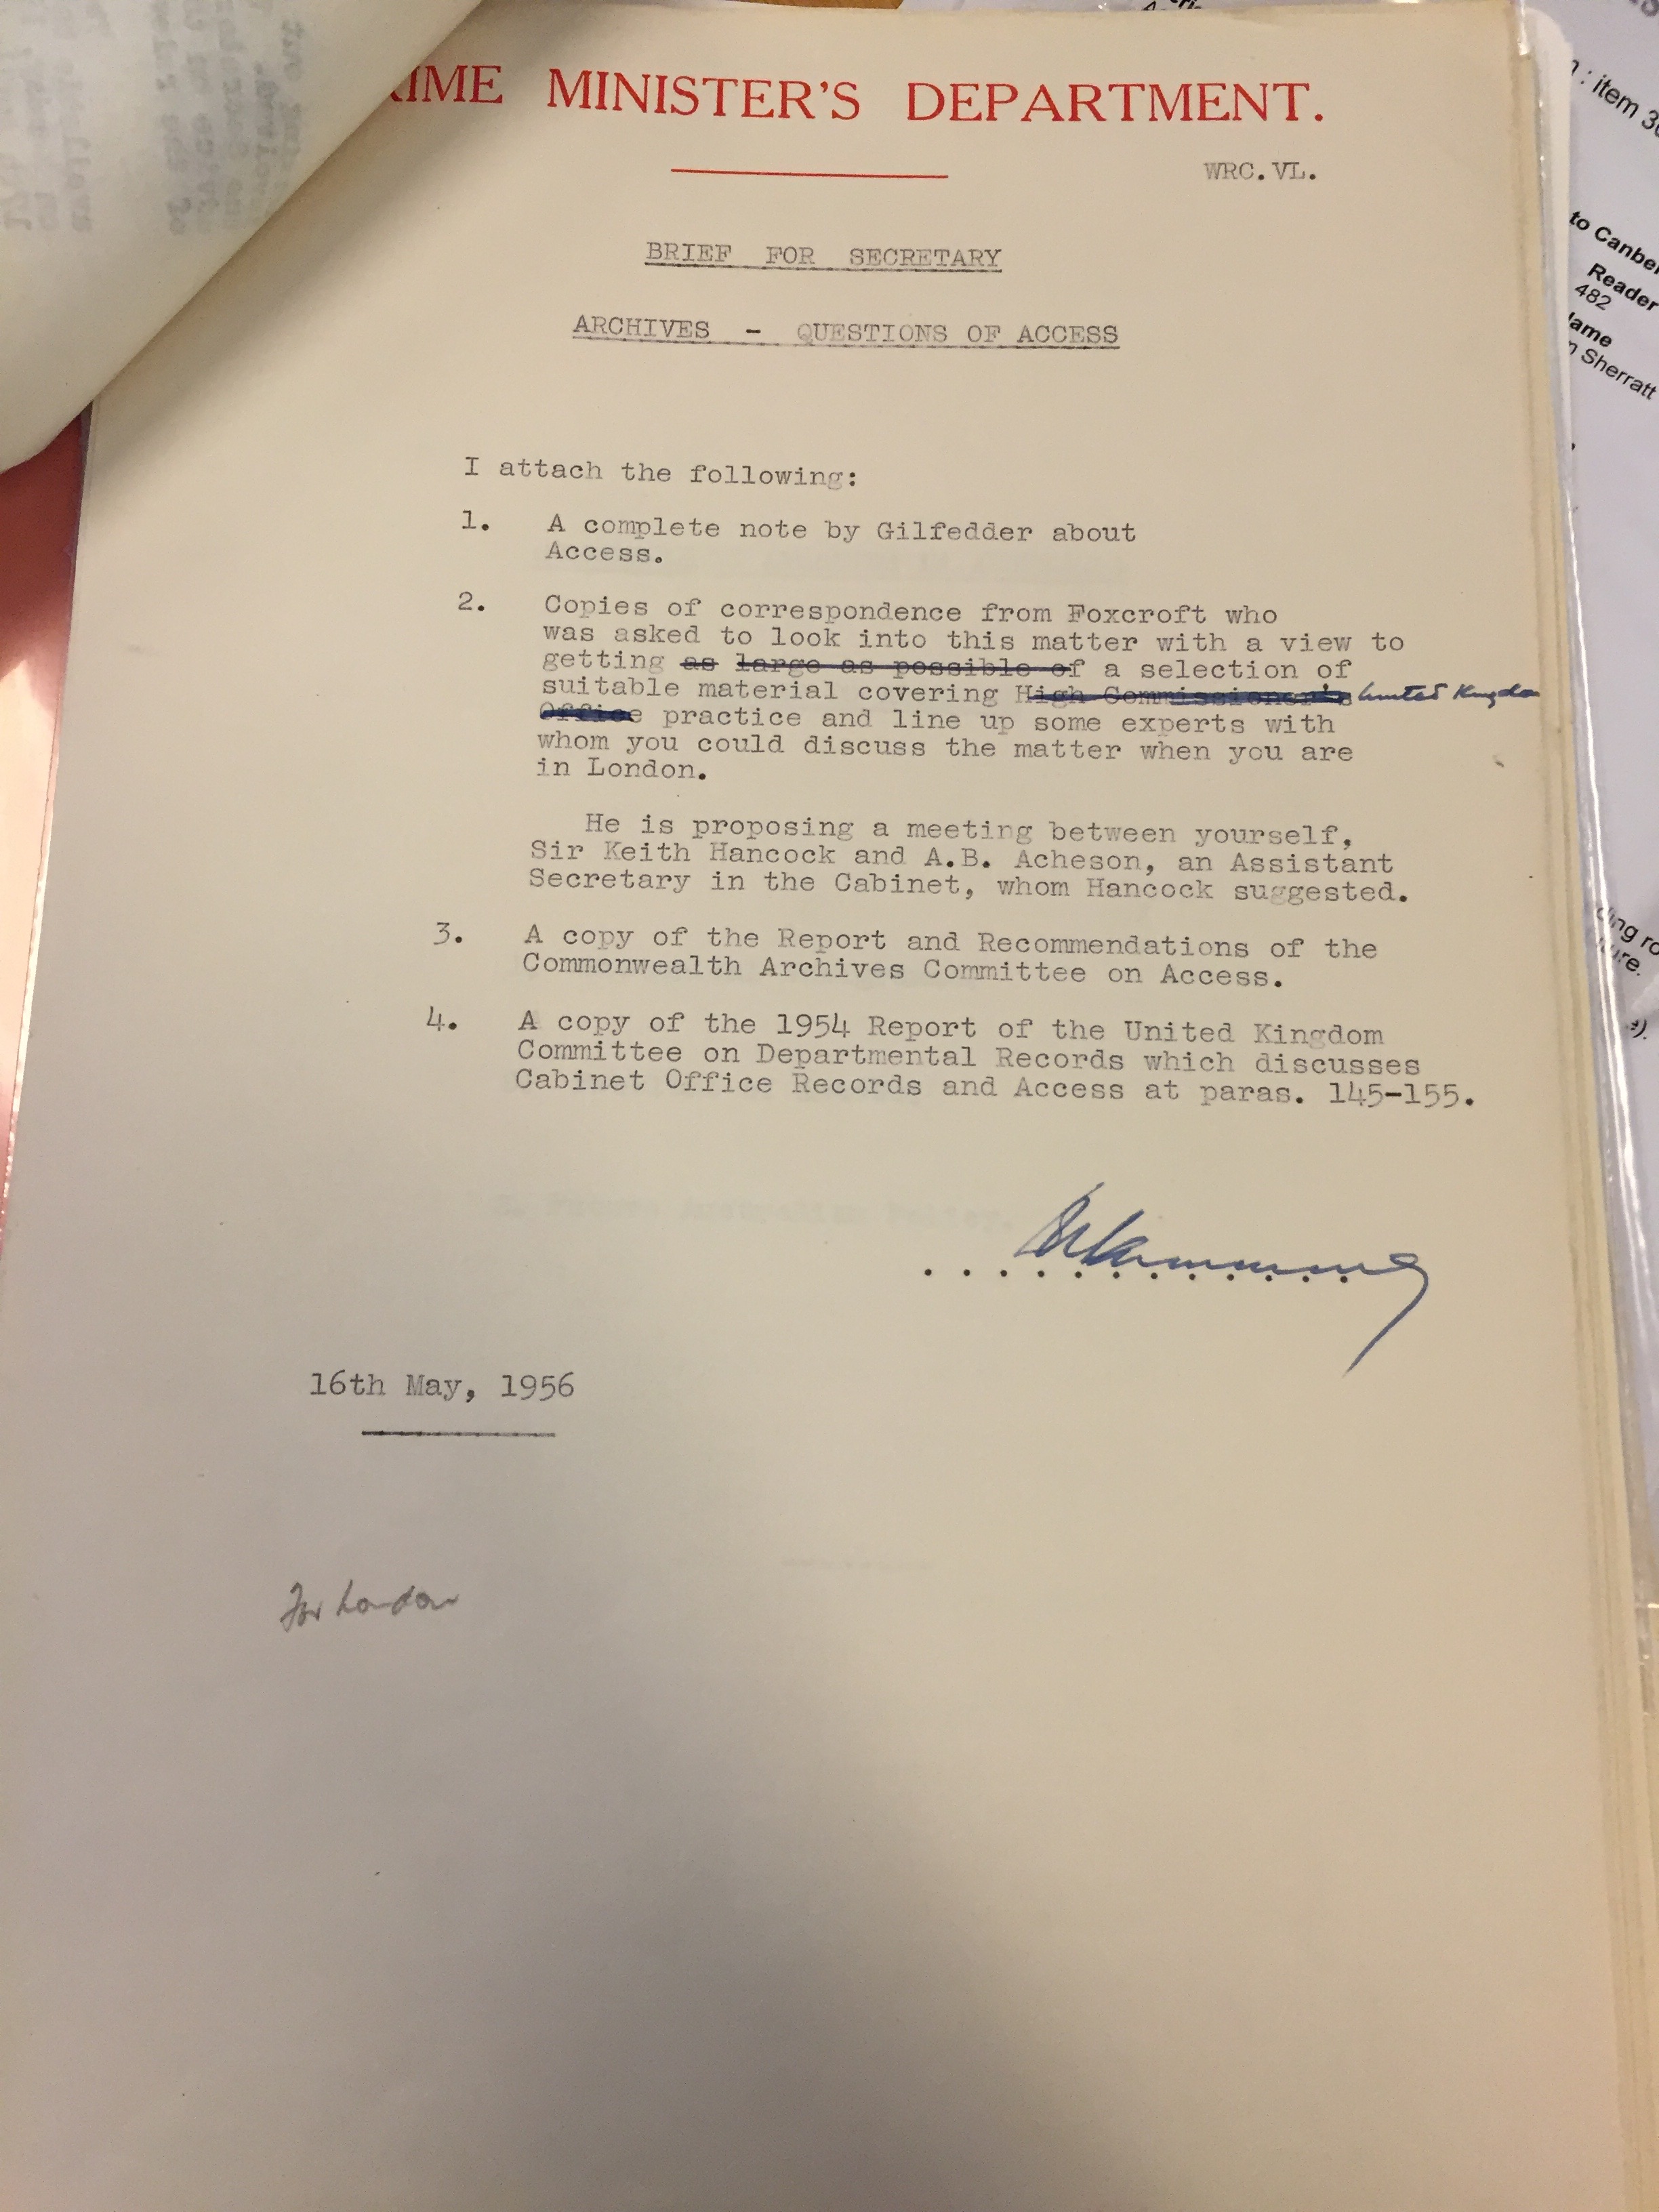 RIME MINISTER'S DEPARTMENT.
WRC.VL.
BRIEF FOR SECRETARY
ARCHIVES - QUESTIONS OF ACCESS
I attach the following:
1. A complete note by Gilfedder about
Access.
2. Copies of correspondence from Foxcroft who
was asked to look into this matter with a view to
getting as large as possible of a selection of
suitable material covering High Commissioner's United Kingdom
Office practice and line up some experts with
whom you could discuss the matter when you are
in London.
He is proposing a meeting between yourself,
Sir Keith Hancock and A.B. Acheson, an Assistant
Secretary in the Cabinet, whom Hancock suggested.
3. A copy of the Report and Recommendations of the
Commonwealth Archives Committee on Access.
4. A copy of the 1954 Report of the United Kingdom
Committee on Departmental Records which discusses
Cabinet Office Records and Access at paras. 145-155.
16th May, 1956
For London
: item
to Canbe
Reader
482
ame
n Sherratt